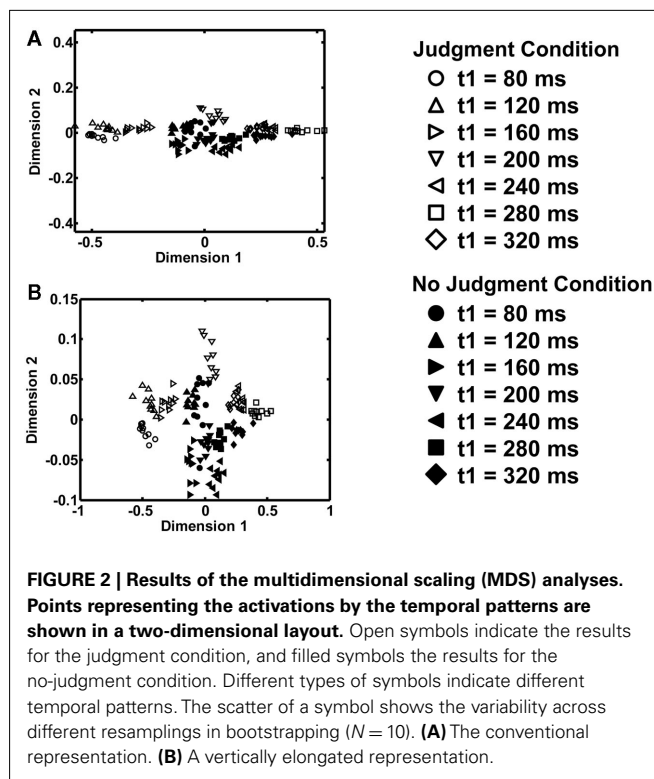 A
0.4
0.2
0
-0.2
-0.4
Dimension 2
-0.5
0
0.5
Dimension 1
B
0.15
0.1
0.05
0
-0.05
-0.1
Dimension 2
-1
-0.5
0
0.5
1
Dimension 1
Judgment Condition
t1 = 80 ms
t1 = 120 ms
t1 = 160 ms
t1 = 200 ms
t1 = 240 ms
t1 = 280 ms
t1 = 320 ms
No Judgment Condition
t1 = 80 ms
t1 = 120 ms
t1 = 160 ms
t1 = 200 ms
t1 = 240 ms
t1 = 280 ms
t1 = 320 ms
FIGURE 2 | Results of the multidimensional scaling (MDS) analyses.
Points representing the activations by the temporal patterns are
shown in a two-dimensional layout. Open symbols indicate the results
for the judgment condition, and filled symbols the results for the
no-judgment condition. Different types of symbols indicate different
temporal patterns. The scatter of a symbol shows the variability across
different resamplings in bootstrapping (N = 10). (A) The conventional
representation. (B) A vertically elongated representation.